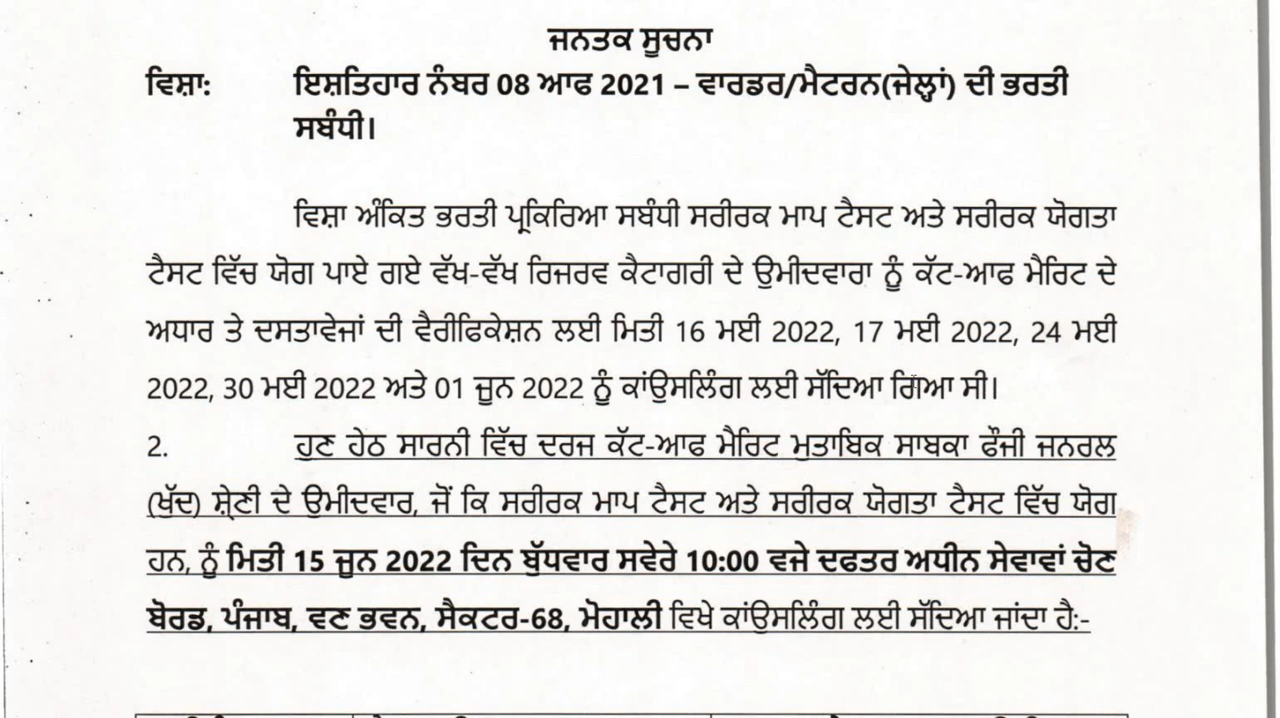 ਜਨਤਕ ਸੂਚਨਾ
ਵਿਸ਼ਾ: ਇਸ਼ਤਿਹਾਰ ਨੰਬਰ 08 ਆਫ 2021 – ਵਾਰਡਰ/ਮੈਟਰਨ(ਜੇਲ੍ਹਾਂ) ਦੀ ਭਰਤੀ
ਸਬੰਧੀ।
ਵਿਸ਼ਾ ਅੰਕਿਤ ਭਰਤੀ ਪ੍ਰਕਿਰਿਆ ਸਬੰਧੀ ਸਰੀਰਕ ਮਾਪ ਟੈਸਟ ਅਤੇ ਸਰੀਰਕ ਯੋਗਤਾ
ਟੈਸਟ ਵਿੱਚ ਯੋਗ ਪਾਏ ਗਏ ਵੱਖ-ਵੱਖ ਰਿਜਰਵ ਕੈਟਾਗਰੀ ਦੇ ਉਮੀਦਵਾਰਾ ਨੂੰ ਕੱਟ-ਆਫ ਮੈਰਿਟ ਦੇ
ਅਧਾਰ ਤੇ ਦਸਤਾਵੇਜਾਂ ਦੀ ਵੈਰੀਫਿਕੇਸ਼ਨ ਲਈ ਮਿਤੀ 16 ਮਈ 2022, 17 ਮਈ 2022, 24 ਮਈ
2022, 30 ਮਈ 2022 ਅਤੇ 01 ਜੂਨ 2022 ਨੂੰ ਕਾਂਉਸਲਿੰਗ ਲਈ ਸੱਦਿਆ ਗਿਆ ਸੀ।
2. ਹੁਣ ਹੇਠ ਸਾਰਨੀ ਵਿੱਚ ਦਰਜ ਕੱਟ-ਆਫ ਮੈਰਿਟ ਮੁਤਾਬਿਕ ਸਾਬਕਾ ਫੌਜੀ ਜਨਰਲ
(ਖੁੱਦ) ਸ਼੍ਰੇਣੀ ਦੇ ਉਮੀਦਵਾਰ, ਜੋਂ ਕਿ ਸਰੀਰਕ ਮਾਪ ਟੈਸਟ ਅਤੇ ਸਰੀਰਕ ਯੋਗਤਾ ਟੈਸਟ ਵਿੱਚ ਯੋਗ
ਹਨ, ਨੂੰ ਮਿਤੀ 15 ਜੂਨ 2022 ਦਿਨ ਬੁੱਧਵਾਰ ਸਵੇਰੇ 10:00 ਵਜੇ ਦਫਤਰ ਅਧੀਨ ਸੇਵਾਵਾਂ ਚੋਣ
ਬੋਰਡ, ਪੰਜਾਬ, ਵਣ ਭਵਨ, ਸੈਕਟਰ-68, ਮੋਹਾਲੀ ਵਿਖੇ ਕਾਂਉਸਲਿੰਗ ਲਈ ਸੱਦਿਆ ਜਾਂਦਾ ਹੈ:-